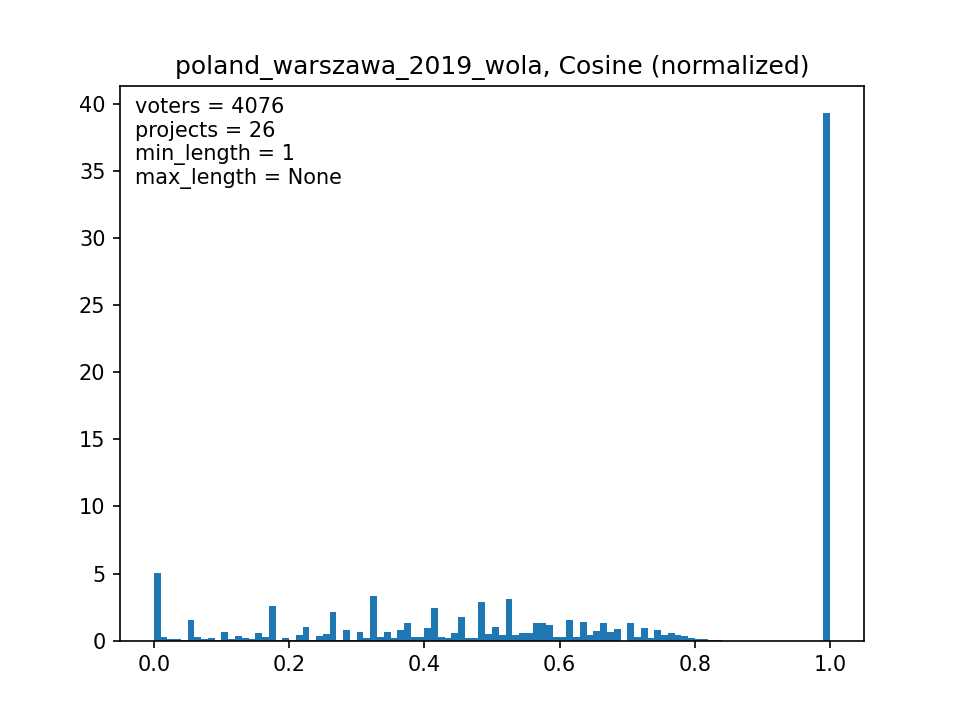 poland_warszawa_2019_wola, Cosine (normalized)
voters = 4076
projects = 26
min_length = 1
max_length = None
40
35
30
25
20
15
10
5
0
0.0 0.2 0.4 0.6 0.8 1.0